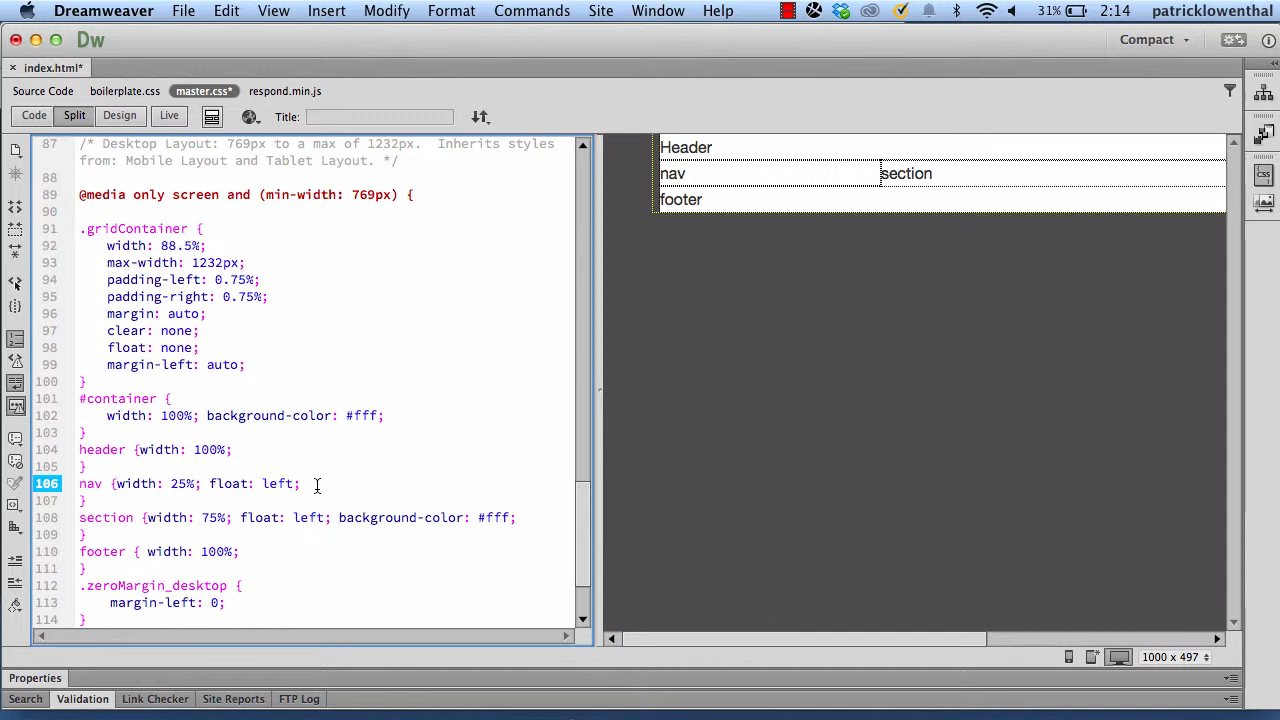 Dreamweaver File Edit View Insert Modify Format Commands Site Window Help 31% 2:14 patricklowenthal
Dw Compact
× index.html*
Source Code boilerplate.css master.css* respond.min.js
Code Split Design Live Title:
87 /* Desktop Layout: 769px to a max of 1232px. Inherits styles
from: Mobile Layout and Tablet Layout. */
88
89 @media only screen and (min-width: 769px) {
90
91 .gridContainer {
92 width: 88.5%;
93 max-width: 1232px;
94 padding-left: 0.75%;
95 padding-right: 0.75%;
96 margin: auto;
97 clear: none;
98 float: none;
99 margin-left: auto;
100 }
101 #container {
102 width: 100%; background-color: #fff;
103 }
104 header {width: 100%;
105 }
106 nav {width: 25%; float: left;
107 }
108 section {width: 75%; float: left; background-color: #fff;
109 }
110 footer { width: 100%;
111 }
112 .zeroMargin_desktop {
113 margin-left: 0;
114 }
Header
nav section
footer
1000 x 497
Properties
Search Validation Link Checker Site Reports FTP Log